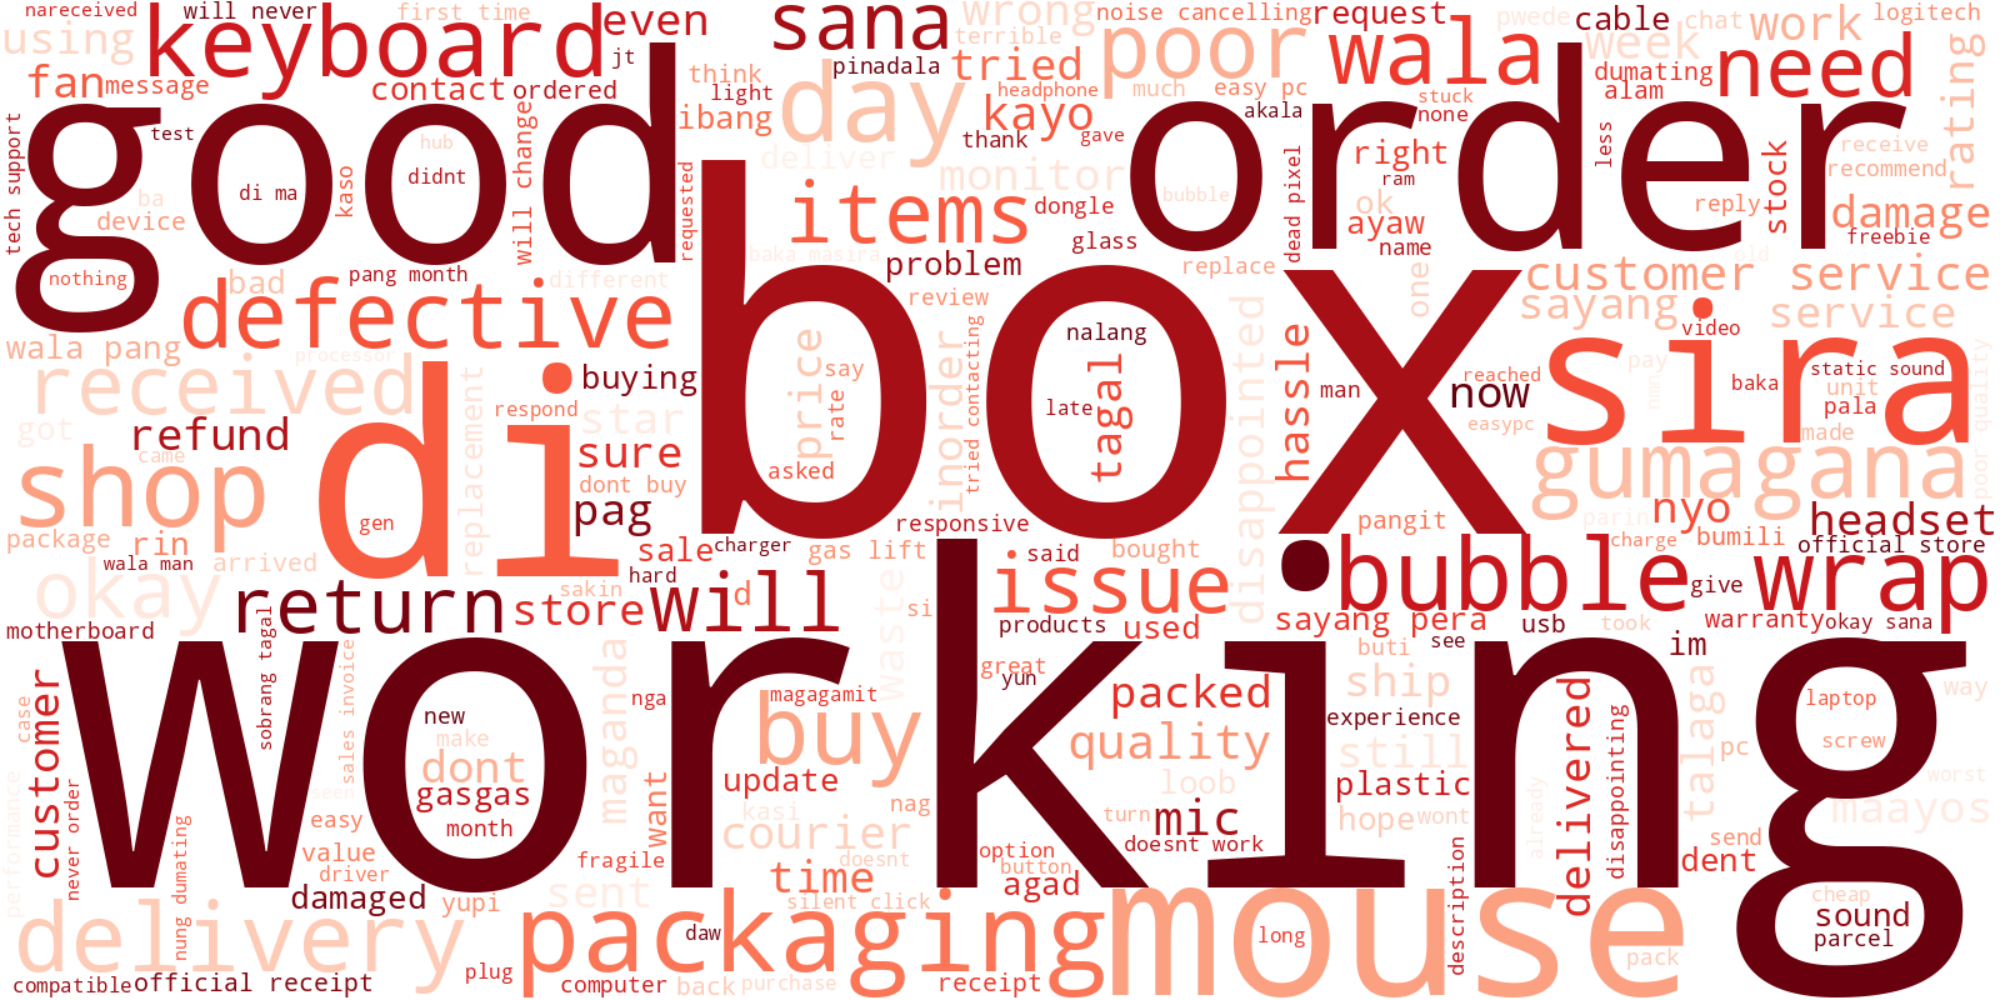 nareceived
will never
first time
even
sana
wrong
noise cancelling
request
pwede
cable
chat
work
logitech
using
keyboard
jt
terrible
poor
wala
week
need
rating
fan
message
contact
ordered
think
light
pinadala
tried
headphone
much
easy pc
dumating
alam
stuck
none
good
test
tech support
hub
didnt
di ma
kaso
will change
ibang
day
kayo
thank
gave
akala
order
less
right
ram
stock
receive
recommend
ba
device
requested
deliver
monitor
items
dongle
bubble
dead pixel
ok
ayaw
name
reply
damage
freebie
nothing
bad
pang month
different
baka masira
problem
glass
replace
one
old
customer service
defective
review
box
sayang
video
service
wala pang
processor
received
replacement
di
buying
price
say
rate
inorder
tried contacting
nalang
tagal
late
disappointed
hassle
man
reached
now
easypc
sira
pay
nmn
baka
static sound
unit
pala
made
poor quality
got
refund
came
respond
star
sure
asked
dont buy
shop
gen
pag
responsive
pangit
gumagana
parin
nyo
bumili
headset
package
rin
wala man
arrived
sale
charger
gas lift
said
bought
charge
official store
okay
return
hard
sakin
store
will
d
waste
si
issue
bubble wrap
give
motherboard
sobrang tagal
sales invoice
products
used
sayang pera
see
usb
took
warranty
okay sana
im
working
customer
case
maganda
nga
magagamit
great
yun
packed
buti
ship
experience
delivered
disappointing
talaga
pc
laptop
way
new
make
dont
gasgas
month
want
buy
update
quality
loob
still
plastic
screw
worst
maayos
performance
never order
nung dumating
seen
easy
value
driver
fragile
kasi
courier
nag
doesnt
turn
mic
doesnt work
hope
wont
already
send
dent
damaged
yupi
sent
time
silent click
option
button
agad
description
cheap
sound
parcel
delivery
packaging
daw
mouse
long
pack
compatible
official receipt
plug
computer
back
purchase
receipt